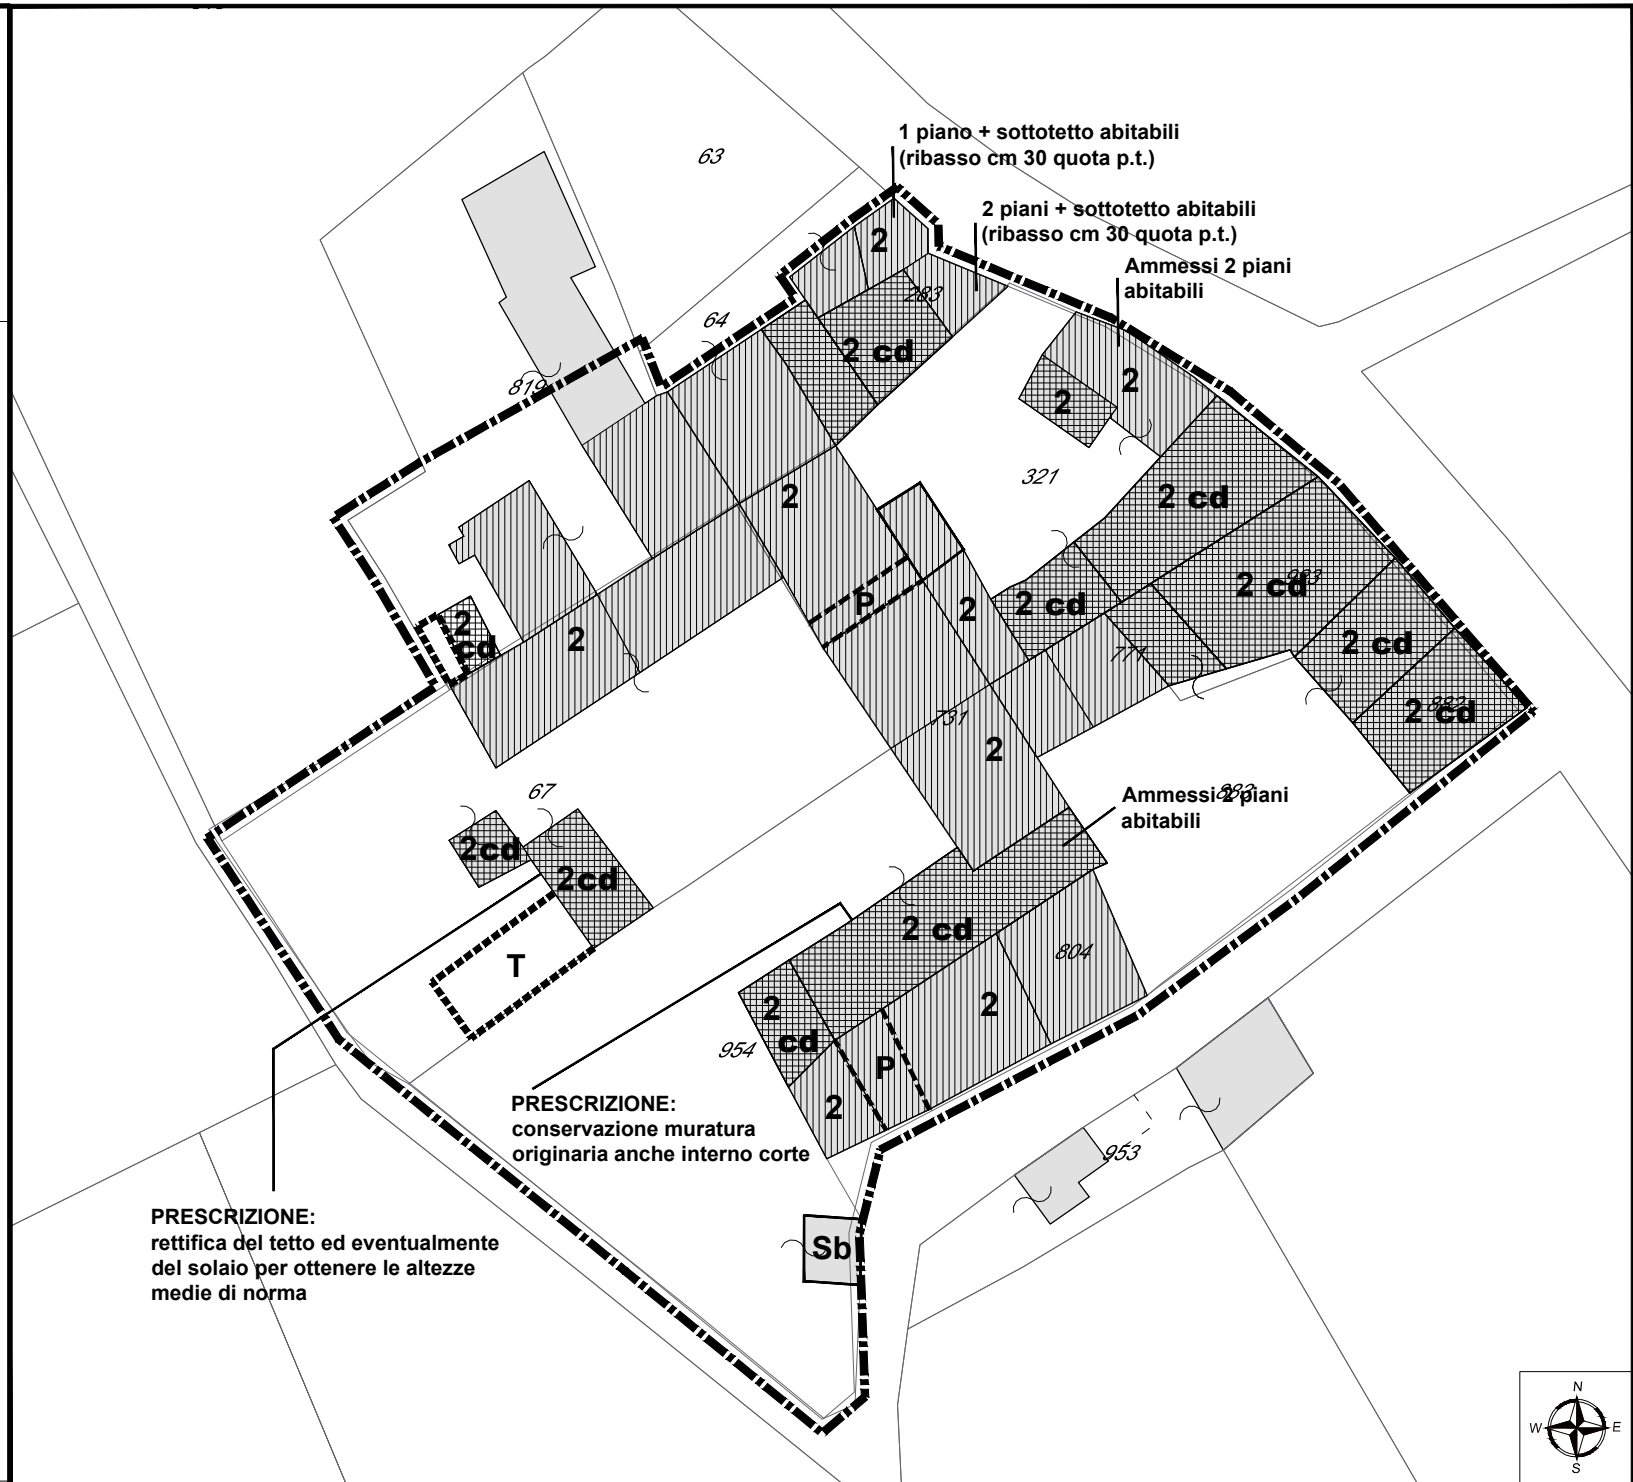 63
1 piano + sottotetto abitabili
(ribasso cm 30 quota p.t.)
2 piani + sottotetto abitabili
(ribasso cm 30 quota p.t.)
2
Ammessi 2 piani
abitabili
283
64
2 cd
819
2
2
321
2
2 cd
2 cd
P
2
2 cd
2
cd
2
771
2 cd
731
2
2 cd
67
883
Ammessi 2 piani
abitabili
2cd
2cd
2 cd
T
804
2
2
cd
954
P
2
PRESCRIZIONE:
conservazione muratura
originaria anche interno corte
953
PRESCRIZIONE:
rettifica del tetto ed eventualmente
del solaio per ottenere le altezze
medie di norma
Sb
N
W
E
S